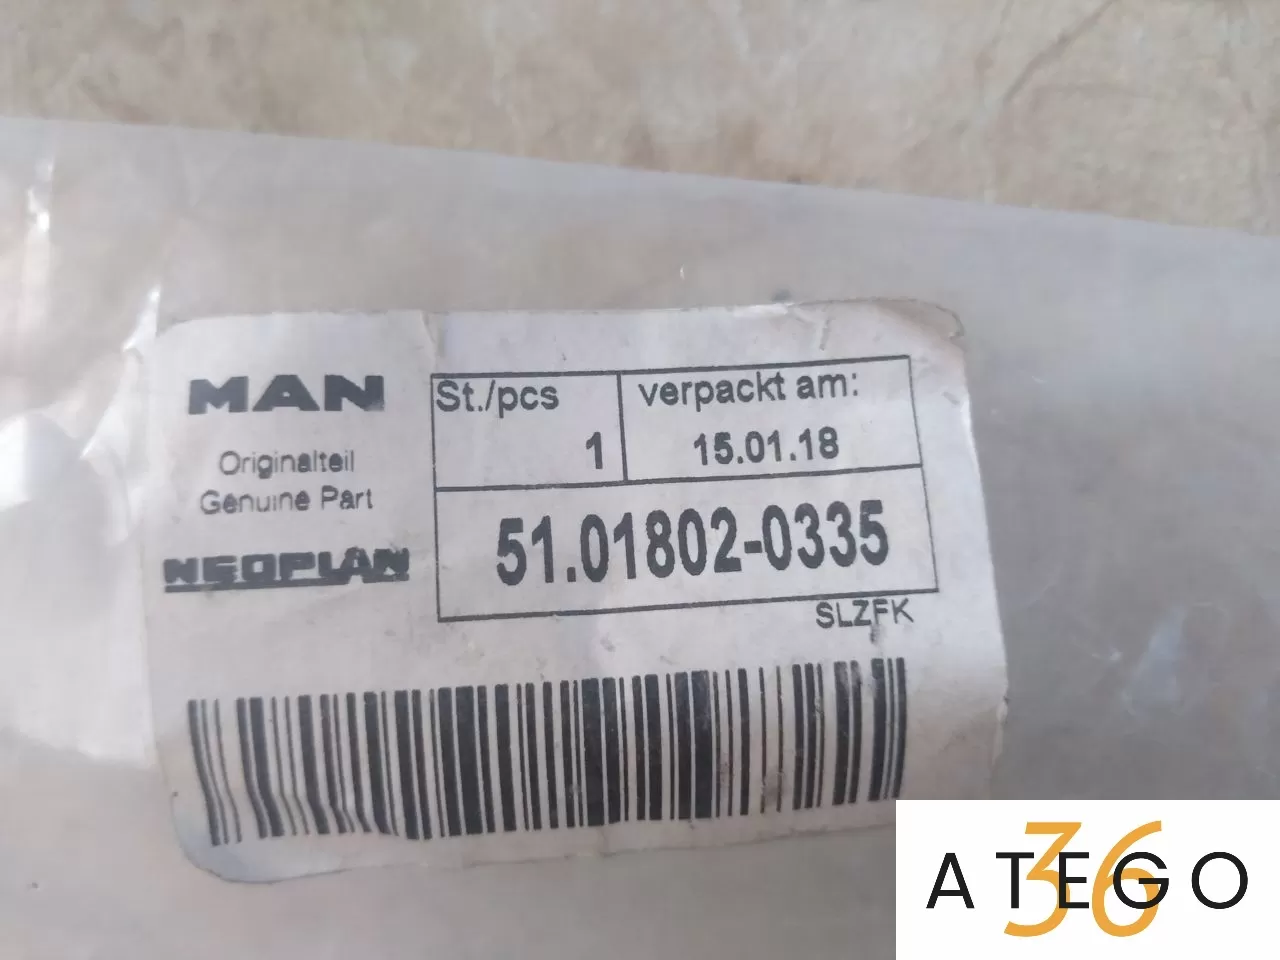 MAN
Originalteil
Genuine Part
NEOPLAN
St./pcs
1
verpackt am:
15.01.18
51.01802-0335
SLZFK
ATEGO
36